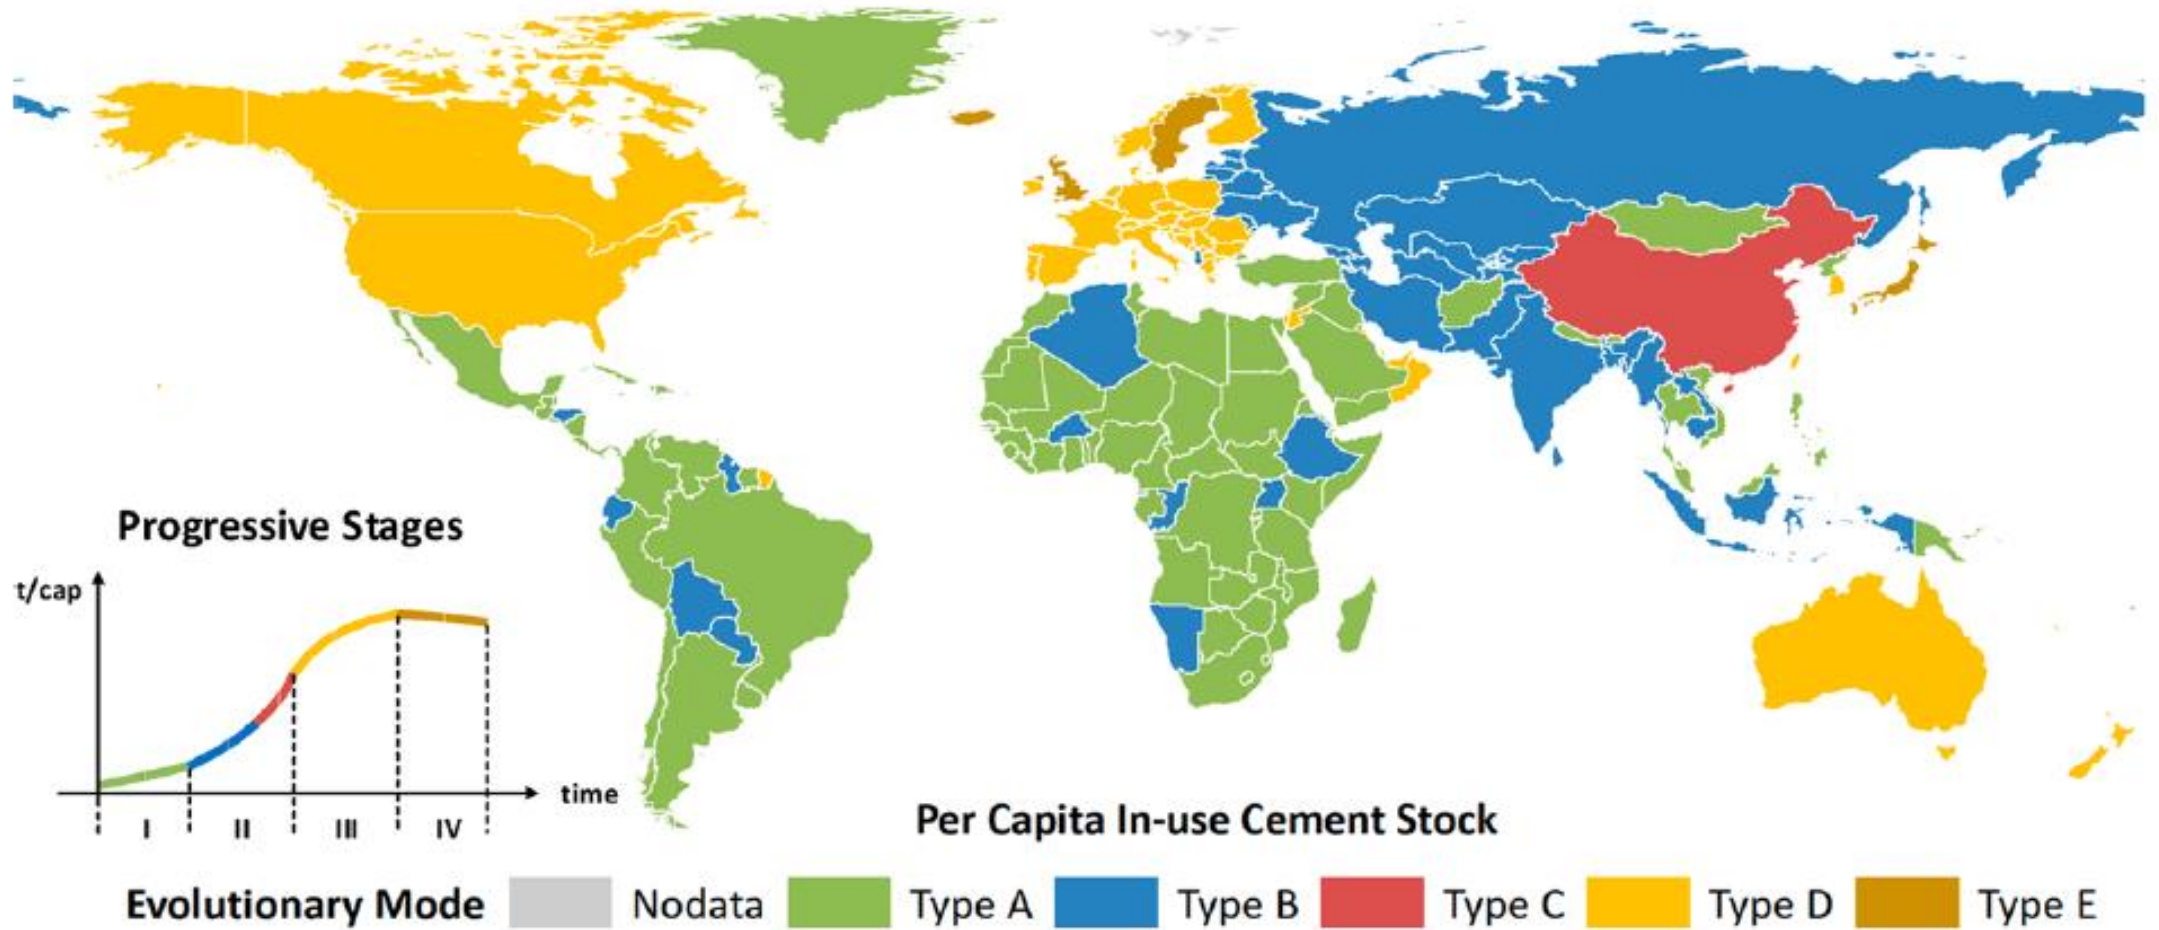 Progressive Stages
t/cap
time
I II III IV
Per Capita In-use Cement Stock
Evolutionary Mode Nodata Type A Type B Type C Type D Type E